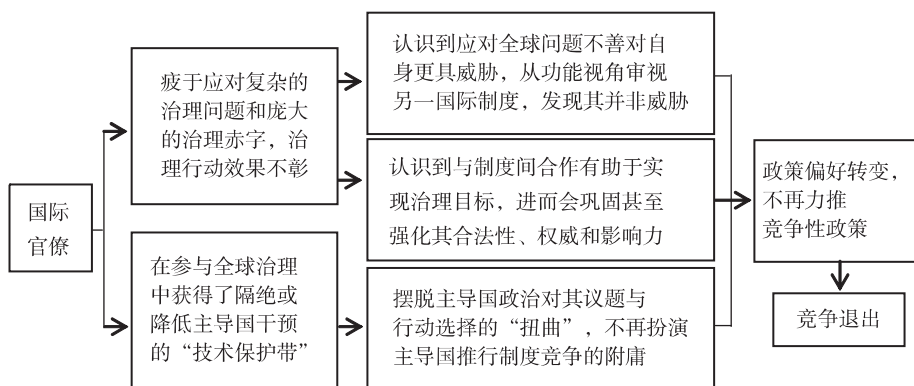 国际
官僚
疲于应对复杂的
治理问题和庞大
的治理赤字，治
理行动效果不彰
在参与全球治理
中获得了隔绝或
降低主导国干预
的“技术保护带”
认识到应对全球问题不善对自
身更具威胁，从功能视角审视
另一国际制度，发现其并非威胁
认识到与制度间合作有助于实
现治理目标，进而会巩固甚至
强化其合法性、权威和影响力
摆脱主导国政治对其议题与
行动选择的“扭曲”，不再扮演
主导国推行制度竞争的附庸
政策偏好转变，
不再力推
竞争性政策
竞争退出